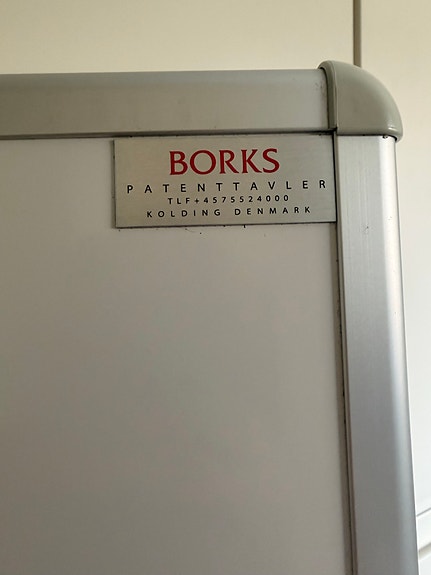 BORKS
PATENTTAVLER
TLF+4575524000
KOLDING DENMARK